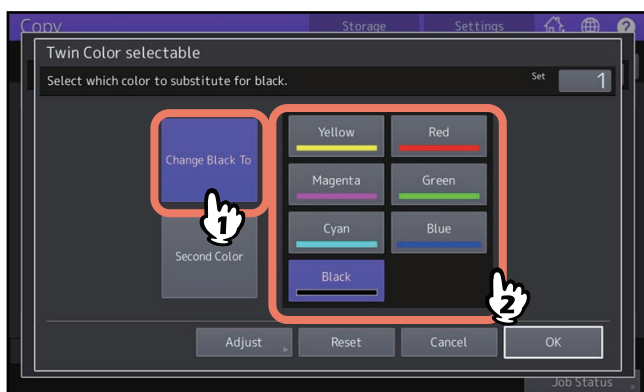 Copy
Storage
Settings
Twin Color selectable
Select which color to substitute for black.
Set 1
Change Black To
Second Color
Yellow
Red
Magenta
Green
Cyan
Blue
Black
1
2
Adjust
Reset
Cancel
OK
Job Status